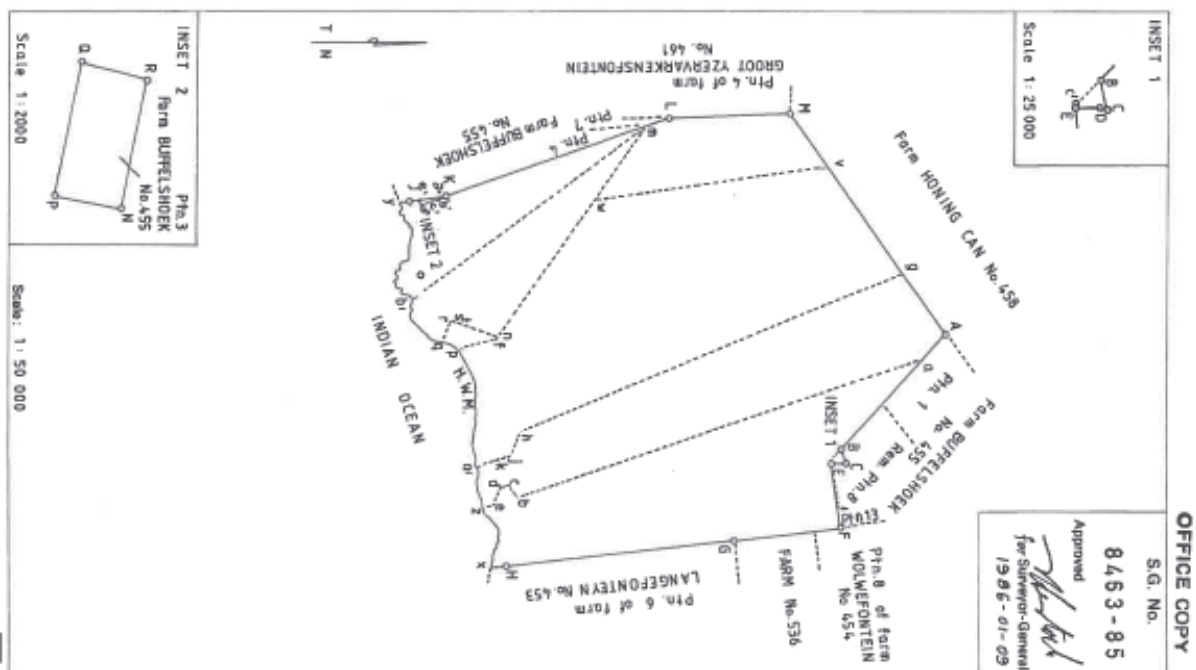 OFFICE COPY
S.G. No.
8463-85
Approved
for Surveyor-General
1986-01-09
INSET 1
Scale 1:25 000
B
C
D
E
Farm HONING CAN No. 458
Ptn. 4 of farm
GROOT YZERVARKENSFONTEIN
No. 461
M
L
v
g
A
a
Ptn. 1
Farm BUFFELSHOEK
No. 455
Rem. Ptn. 8
INSET 1
B
C
E
F
Ptn. 8 of farm
WOLWEFONTEIN
No 454
FARM No. 536
G
Ptn. 6 of farm
LANGEFONTEYN No. 453
H
x
z
e
d
c
b
k
j
h
H.W.M.
p
q
r
n
w
m
Ptn. 7
Ptn. 4
Farm BUFFELSHOEK
No. 455
K
y
INSET 2
o
INDIAN OCEAN
T N
INSET 2
Ptn. 3
Farm BUFFELSHOEK
No. 455
R
Q
N
P
Scale 1:2000
Scale: 1:50 000